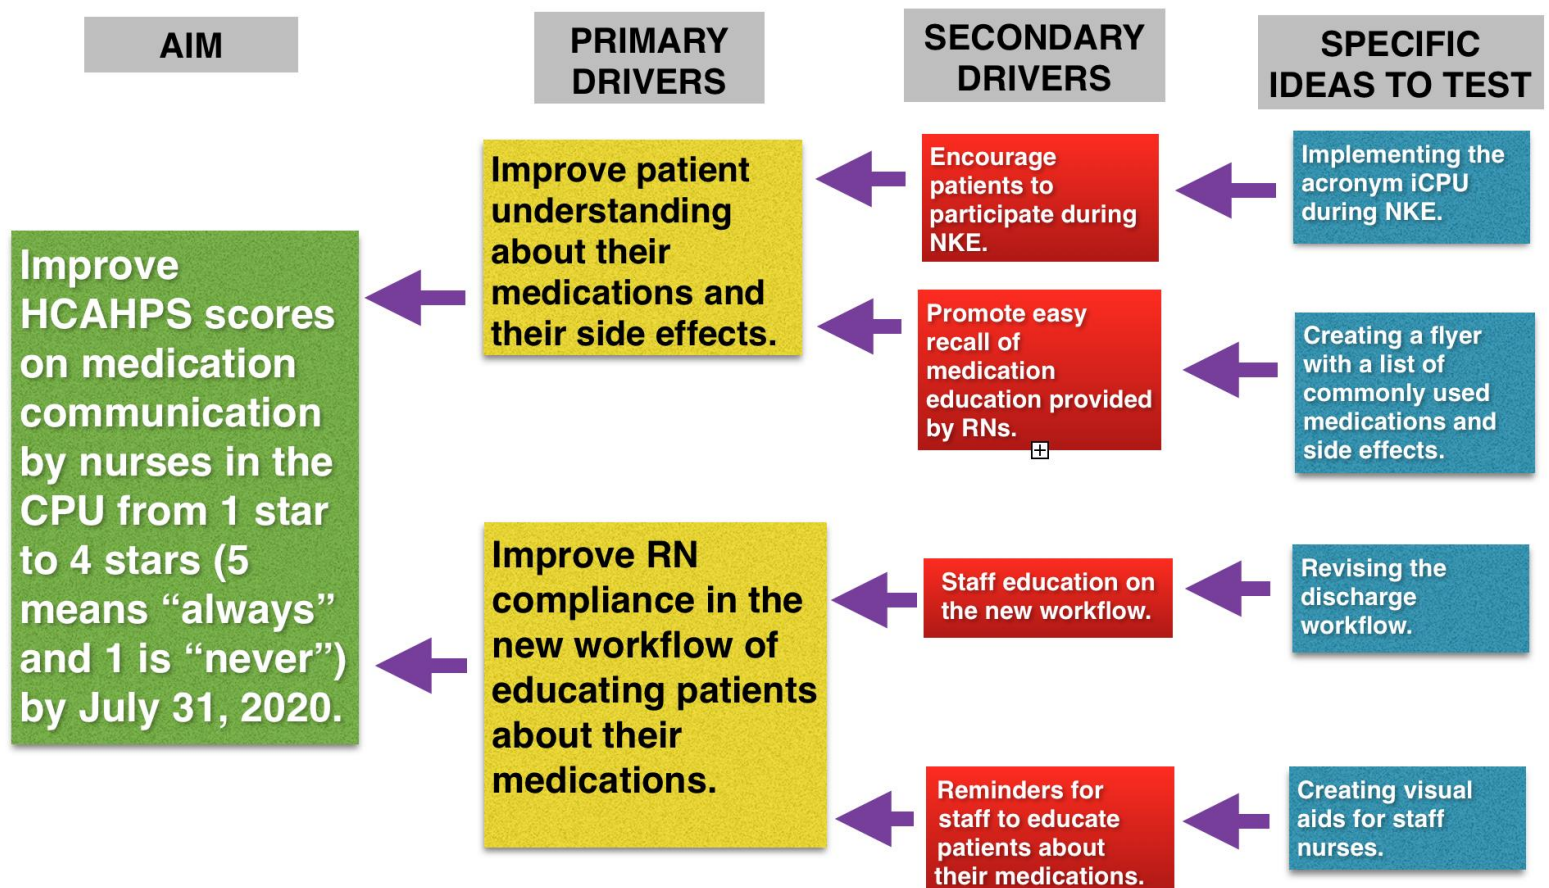 AIM
PRIMARY
DRIVERS
SECONDARY
DRIVERS
SPECIFIC
IDEAS TO TEST
Improve
HCAHPS scores
on medication
communication
by nurses in the
CPU from 1 star
to 4 stars (5
means “always”
and 1 is “never”)
by July 31, 2020.
Improve patient
understanding
about their
medications and
their side effects.
Encourage
patients to
participate during
NKE.
Implementing the
acronym iCPU
during NKE.
Promote easy
recall of
medication
education provided
by RNs.
Creating a flyer
with a list of
commonly used
medications and
side effects.
Improve RN
compliance in the
new workflow of
educating patients
about their
medications.
Staff education on
the new workflow.
Revising the
discharge
workflow.
Reminders for
staff to educate
patients about
their medications.
Creating visual
aids for staff
nurses.